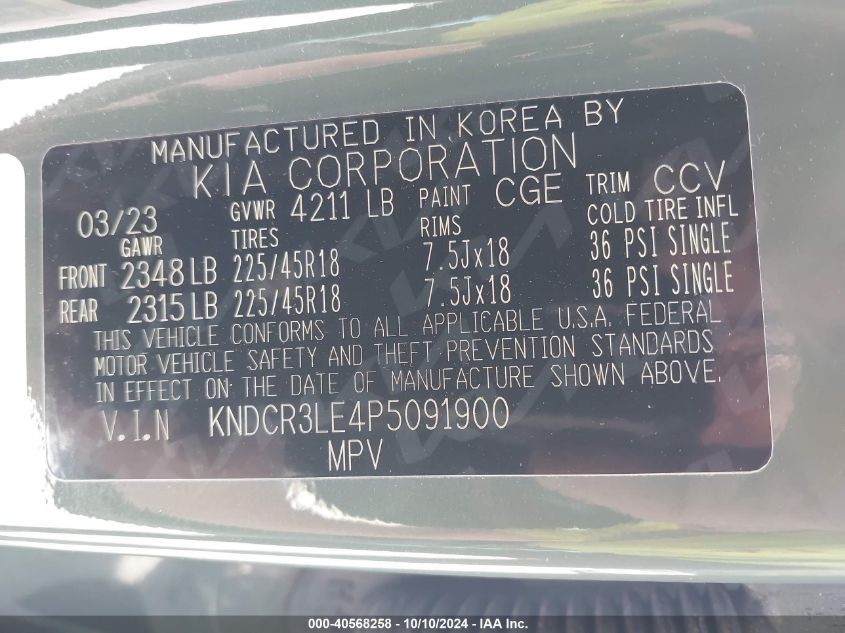 MANUFACTURED IN KOREA BY
KIA CORPORATION
03/23 GVWR 4211 LB PAINT CGE TRIM CCV
GAWR TIRES RIMS COLD TIRE INFL
FRONT 2348 LB 225/45R18 7.5Jx18 36 PSI SINGLE
REAR 2315 LB 225/45R18 7.5Jx18 36 PSI SINGLE
THIS VEHICLE CONFORMS TO ALL APPLICABLE U.S.A. FEDERAL
MOTOR VEHICLE SAFETY AND THEFT PREVENTION STANDARDS
IN EFFECT ON THE DATE OF MANUFACTURE SHOWN ABOVE.
V.I.N KNDCR3LE4P5091900
MPV
000-40568258 - 10/10/2024 - IAA Inc.